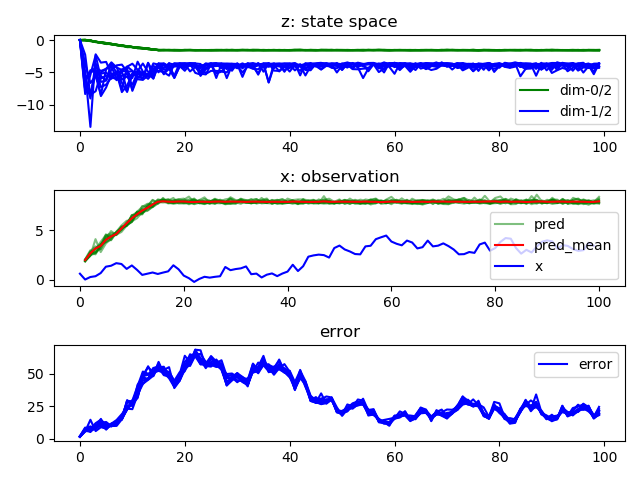 z: state space
0
−5
−10
dim-0/2
dim-1/2
0 20 40 60 80 100
x: observation
5
0
pred
pred_mean
x
0 20 40 60 80 100
error
50
25
0
error
0 20 40 60 80 100